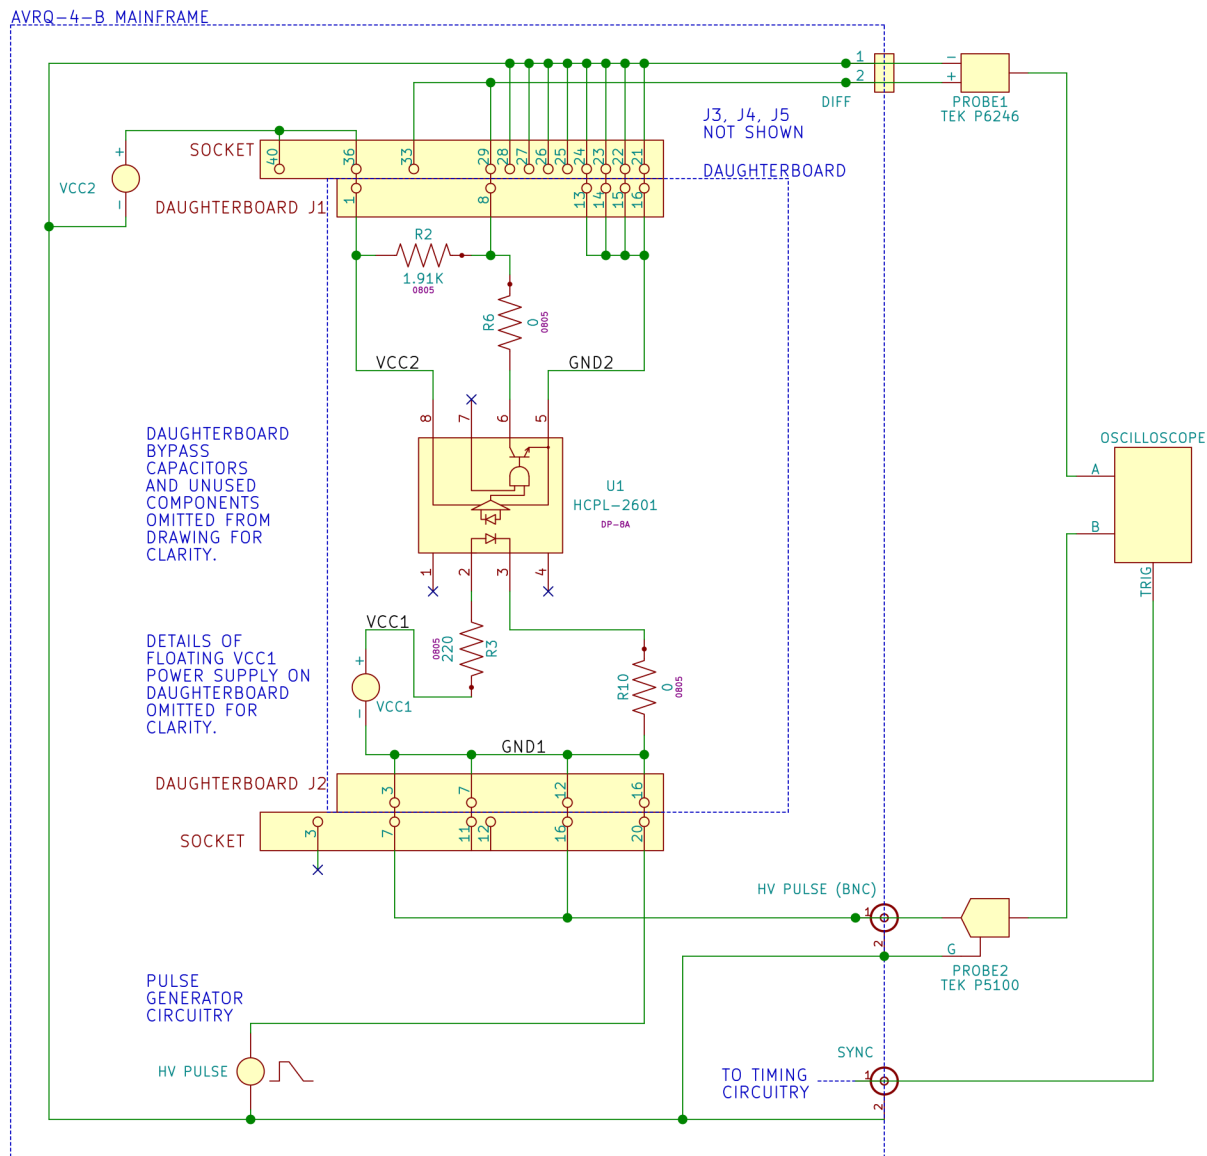 AVRQ-4-B MAINFRAME
1
2
DIFF
-
+
PROBE1
TEK P6246
J3, J4, J5
NOT SHOWN
DAUGHTERBOARD
SOCKET
40
36
33
29
28
27
26
25
24
23
22
21
+
VCC2
-
DAUGHTERBOARD J1
1
8
13
14
15
16
R2
1.91K
0805
R6
0
0805
VCC2
GND2
8
7
6
5
DAUGHTERBOARD
BYPASS
CAPACITORS
AND UNUSED
COMPONENTS
OMITTED FROM
DRAWING FOR
CLARITY.
U1
HCPL-2601
DP-8A
OSCILLOSCOPE
A
B
TRIG
1
2
3
4
DETAILS OF
FLOATING VCC1
POWER SUPPLY ON
DAUGHTERBOARD
OMITTED FOR
CLARITY.
VCC1
+
VCC1
-
0805
220
R3
R10
0
0805
GND1
DAUGHTERBOARD J2
3
7
12
16
SOCKET
3
7
11
12
16
20
HV PULSE (BNC)
1
2
G
PROBE2
TEK P5100
PULSE
GENERATOR
CIRCUITRY
HV PULSE
SYNC
TO TIMING
CIRCUITRY
1
2